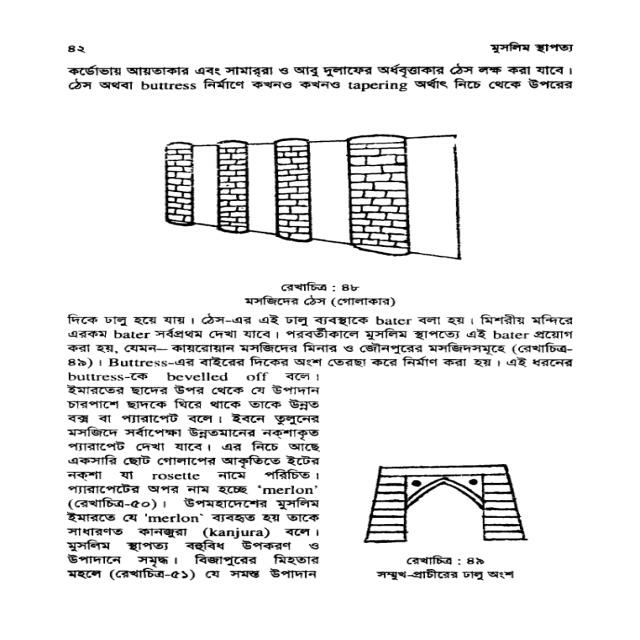 ৪২
মুসলিম স্থাপত্য
কর্ডোভায় আয়তাকার এবং সামাররা ও আবু দুলাফের অর্ধবৃত্তাকার ঠেস লক্ষ করা যাবে।
ঠেস অথবা buttress নির্মাণে কখনও কখনও tapering অর্থাৎ নিচে থেকে উপরের
রেখাচিত্র : ৪৮
মসজিদের ঠেস (গোলাকার)
দিকে ঢালু হয়ে যায়। ঠেস-এর এই ঢালু ব্যবস্থাকে bater বলা হয়। মিশরীয় মন্দিরে
এরকম bater সর্বপ্রথম দেখা যাবে। পরবর্তীকালে মুসলিম স্থাপত্যে এই bater প্রয়োগ
করা হয়, যেমন— কায়রোয়ান মসজিদের মিনার ও জৌনপুরের মসজিদসমূহে (রেখাচিত্র-
৪৯)। Buttress-এর বাইরের দিকের অংশ তেরছা করে নির্মাণ করা হয়। এই ধরনের
buttress-কে bevelled off বলে।
ইমারতের ছাদের উপর থেকে যে উপাদান
চারপাশে ছাদকে ঘিরে থাকে তাকে উন্নত
বক্স বা প্যারাপেট বলে। ইবনে তুলুনের
মসজিদে সর্বাপেক্ষা উন্নতমানের নক্‌শাকৃত
প্যারাপেট দেখা যাবে। এর নিচে আছে
একসারি ছোট গোলাপের আকৃতিতে ইটের
নক্‌শা যা rosette নামে পরিচিত।
প্যারাপেটের অপর নাম হচ্ছে ‘merlon’
(রেখাচিত্র-৫০)। উপমহাদেশের মুসলিম
ইমারতে যে 'merlon` ব্যবহৃত হয় তাকে
সাধারণত কানজুরা (kanjura) বলে।
মুসলিম স্থাপত্য বহুবিধ উপকরণ ও
উপাদানে সমৃদ্ধ। বিজাপুরের মিহতার
মহলে (রেখাচিত্র-৫১) যে সমস্ত উপাদান
রেখাচিত্র : ৪৯
সম্মুখ-প্রাচীরের ঢালু অংশ